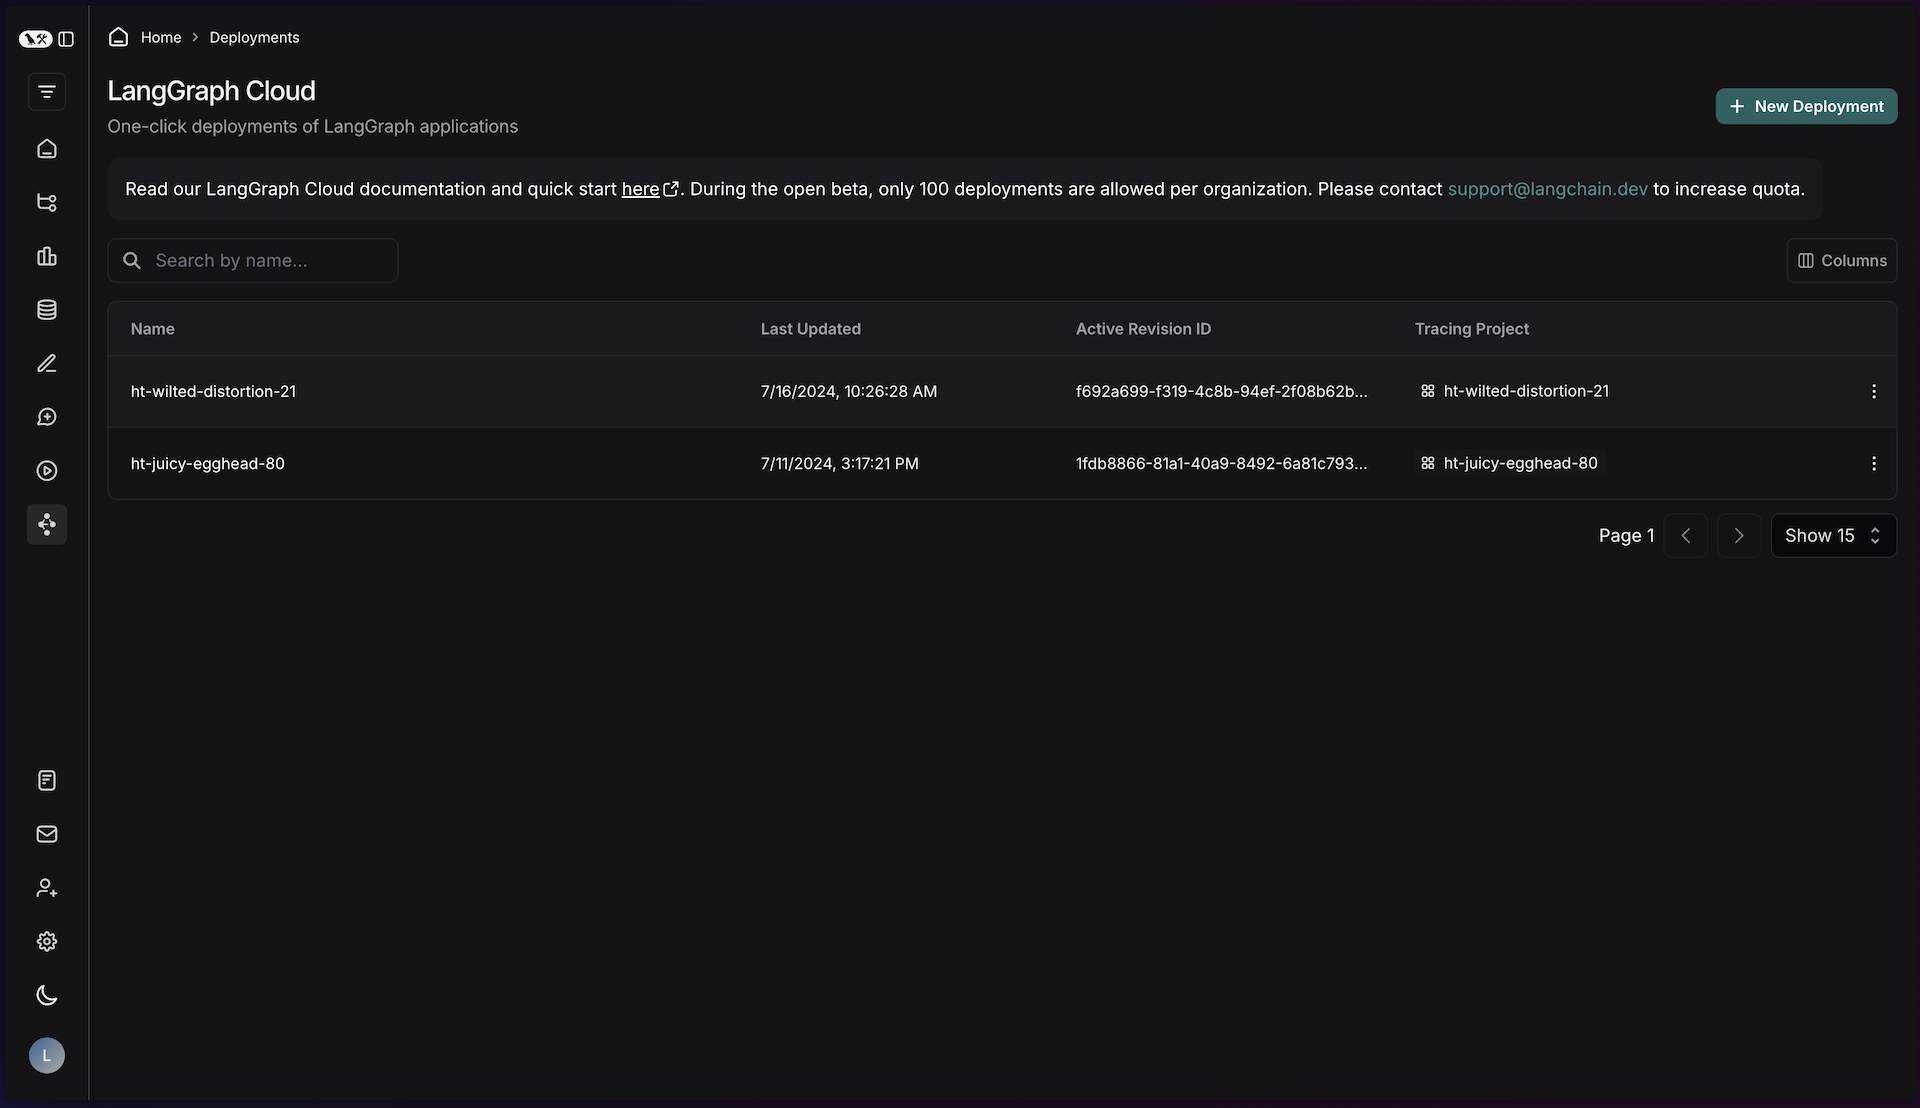 Home > Deployments
LangGraph Cloud
One-click deployments of LangGraph applications
New Deployment
Read our LangGraph Cloud documentation and quick start here. During the open beta, only 100 deployments are allowed per organization. Please contact support@langchain.dev to increase quota.
Search by name...
Columns
Name Last Updated Active Revision ID Tracing Project
ht-wilted-distortion-21 7/16/2024, 10:26:28 AM f692a699-f319-4c8b-94ef-2f08b62b... ht-wilted-distortion-21
ht-juicy-egghead-80 7/11/2024, 3:17:21 PM 1fdb8866-81a1-40a9-8492-6a81c793... ht-juicy-egghead-80
Page 1 Show 15
L